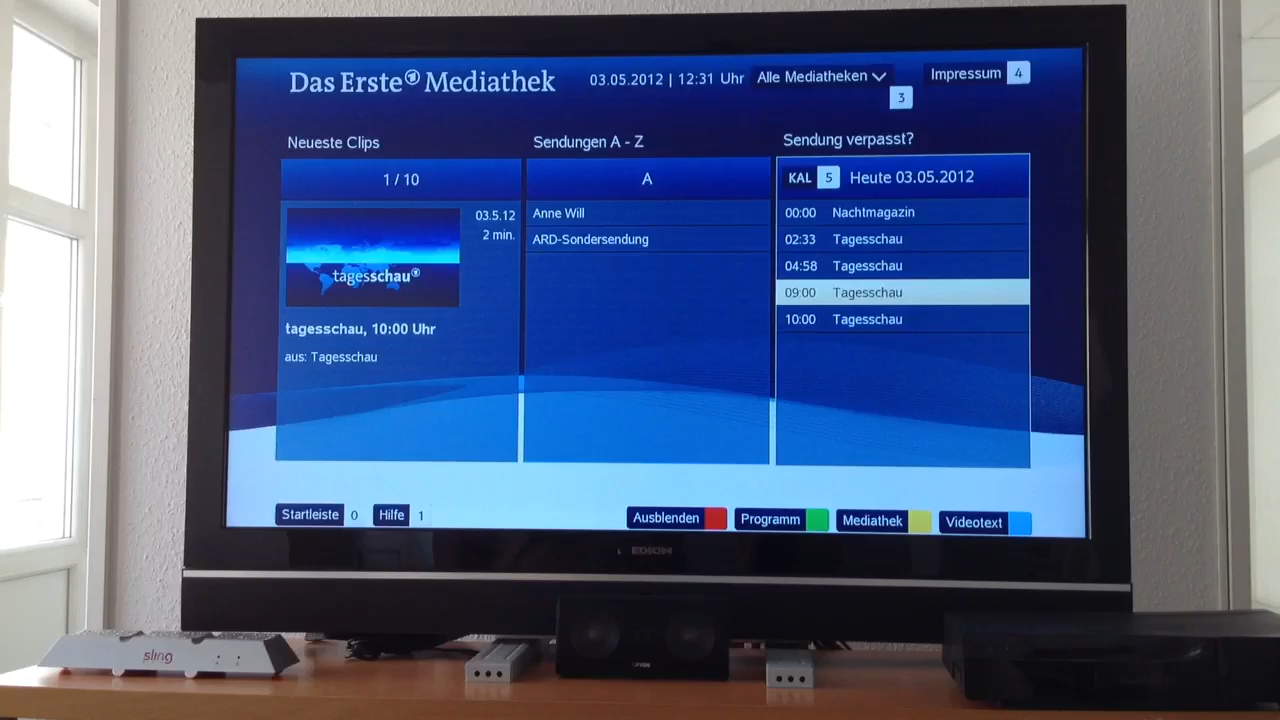 Das Erste Mediathek
03.05.2012 | 12:31 Uhr
Alle Mediatheken
3
Impressum 4
Neueste Clips
1 / 10
03.5.12
2 min.
tagesschau
tagesschau, 10:00 Uhr
aus: Tagesschau
Sendungen A - Z
A
Anne Will
ARD-Sondersendung
Sendung verpasst?
KAL 5 Heute 03.05.2012
00:00 Nachtmagazin
02:33 Tagesschau
04:58 Tagesschau
09:00 Tagesschau
10:00 Tagesschau
Startleiste 0
Hilfe 1
Ausblenden
Programm
Mediathek
Videotext
sling